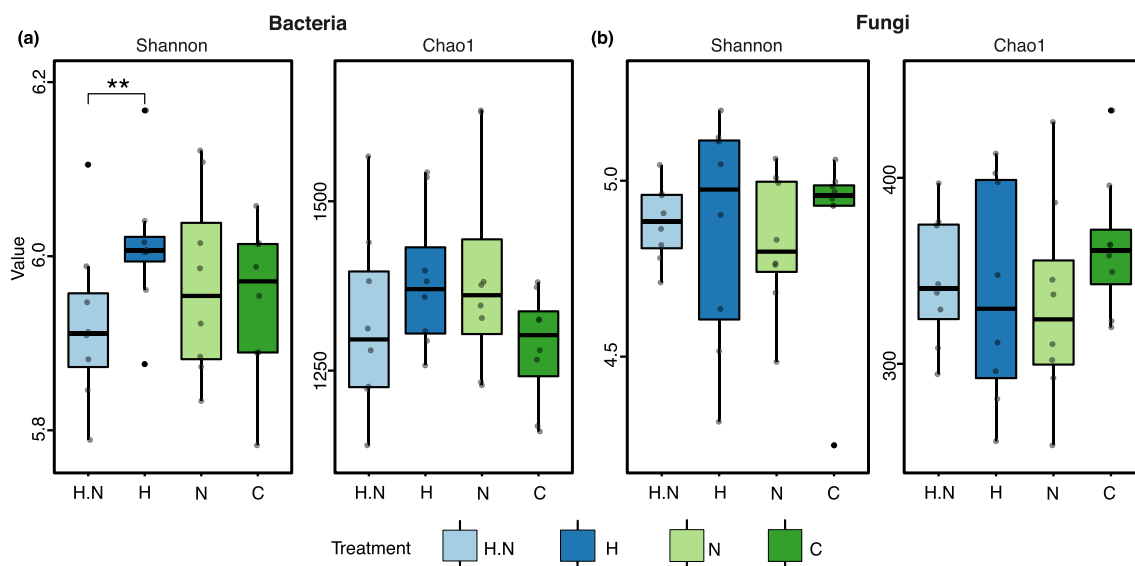 Bacteria
Fungi
(a)
Shannon
Chao1
(b)
Shannon
Chao1
**
Value
6.2
6.0
5.8
1500
1250
5.0
4.5
400
300
H.N H N C
H.N H N C
H.N H N C
H.N H N C
Treatment H.N H N C